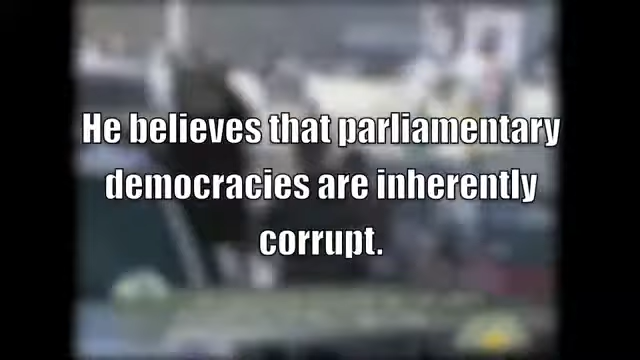 He believes that parliamentary
democracies are inherently
corrupt.